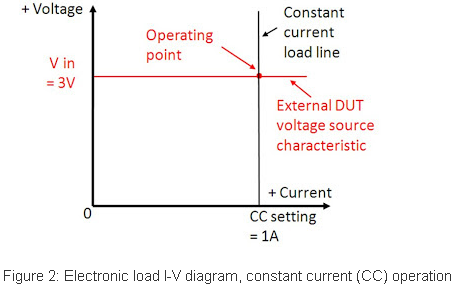 + Voltage
Constant
current
load line
Operating
point
V in
= 3V
External DUT
voltage source
characteristic
+ Current
0
CC setting
= 1A
Figure 2: Electronic load I-V diagram, constant current (CC) operation